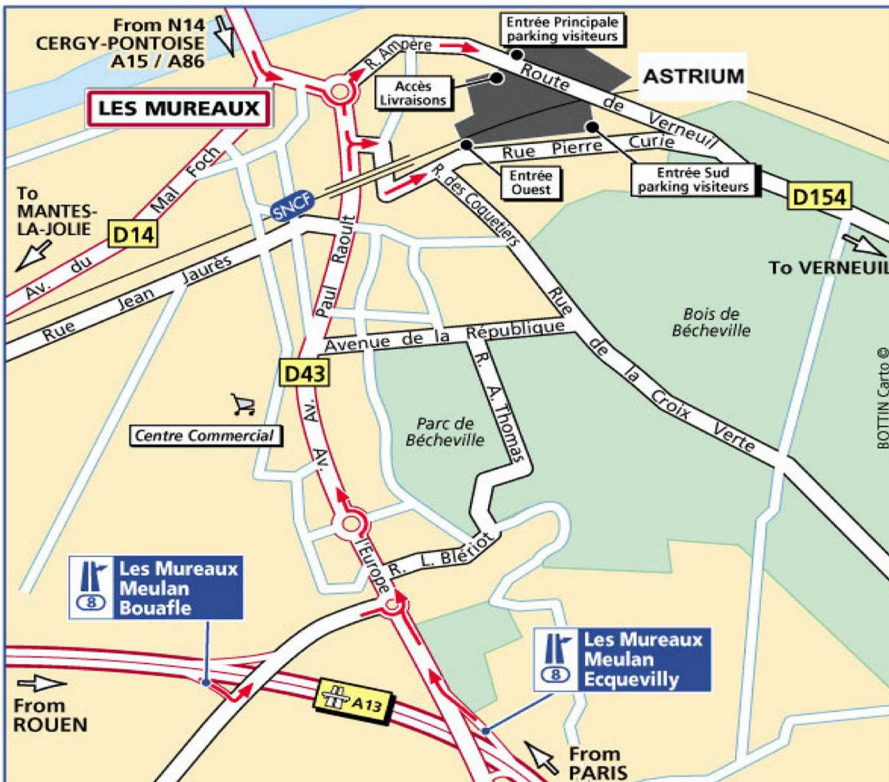 From N14
CERGY-PONTOISE
A15 / A86
LES MUREAUX
R. Ampère
Entrée Principale
parking visiteurs
Accès
Livraisons
ASTRIUM
Route de Verneuil
Rue Pierre Curie
Entrée
Ouest
Entrée Sud
parking visiteurs
D154
To VERNEUIL
To
MANTES-
LA-JOLIE
Av. du Mal Foch
D14
SNCF
R. des Coquetiers
Rue Jean Jaurès
Av. Paul Raoult
Avenue de la République
Rue de la Croix Verte
Bois de
Bécheville
D43
R. A. Thomas
Centre Commercial
Parc de
Bécheville
BOTTIN Carto ©
Av. l'Europe
R. L. Blériot
8
Les Mureaux
Meulan
Bouafle
8
Les Mureaux
Meulan
Ecquevilly
From
ROUEN
A13
From
PARIS